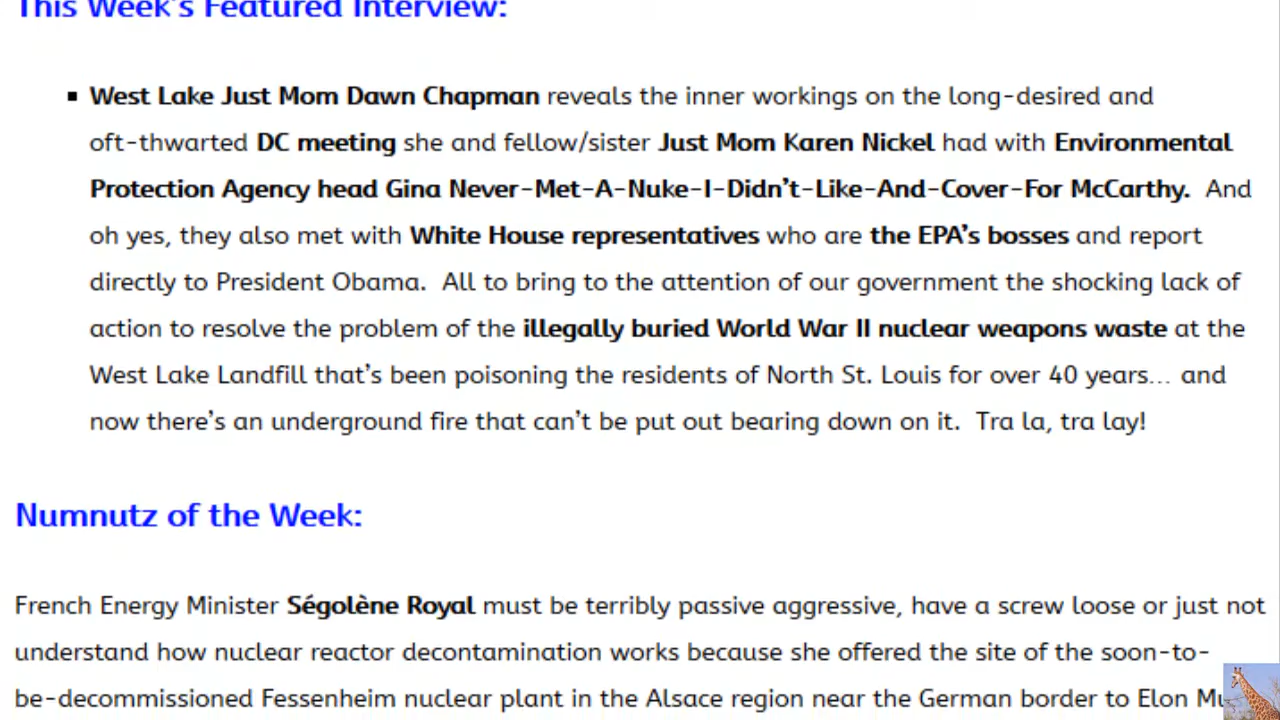 This Week's Featured Interview:
West Lake Just Mom Dawn Chapman reveals the inner workings on the long-desired and
oft-thwarted DC meeting she and fellow/sister Just Mom Karen Nickel had with Environmental
Protection Agency head Gina Never-Met-A-Nuke-I-Didn't-Like-And-Cover-For McCarthy. And
oh yes, they also met with White House representatives who are the EPA's bosses and report
directly to President Obama. All to bring to the attention of our government the shocking lack of
action to resolve the problem of the illegally buried World War II nuclear weapons waste at the
West Lake Landfill that's been poisoning the residents of North St. Louis for over 40 years… and
now there's an underground fire that can't be put out bearing down on it. Tra la, tra lay!
Numnutz of the Week:
French Energy Minister Ségolène Royal must be terribly passive aggressive, have a screw loose or just not
understand how nuclear reactor decontamination works because she offered the site of the soon-to-
be-decommissioned Fessenheim nuclear plant in the Alsace region near the German border to Elon